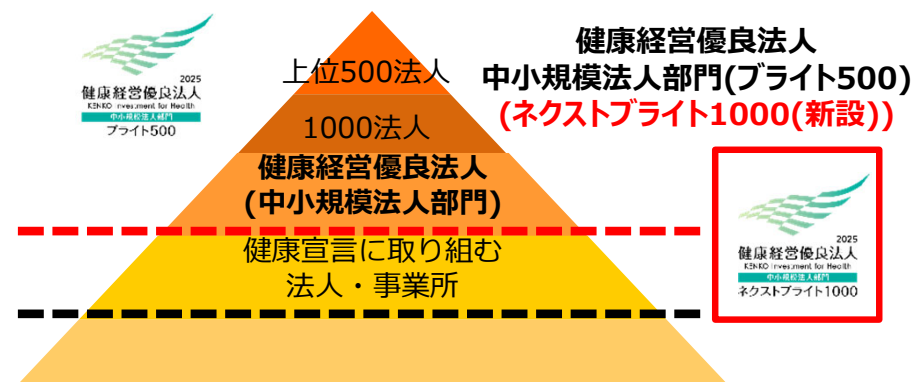 2025
健康経営優良法人
KENKO Investment for Health
中小規模法人部門
ブライト500
上位500法人
1000法人
健康経営優良法人
(中小規模法人部門)
健康宣言に取り組む
法人・事業所
健康経営優良法人
中小規模法人部門(ブライト500)
(ネクストブライト1000(新設))
2025
健康経営優良法人
KENKO Investment for Health
中小規模法人部門
ネクストブライト1000